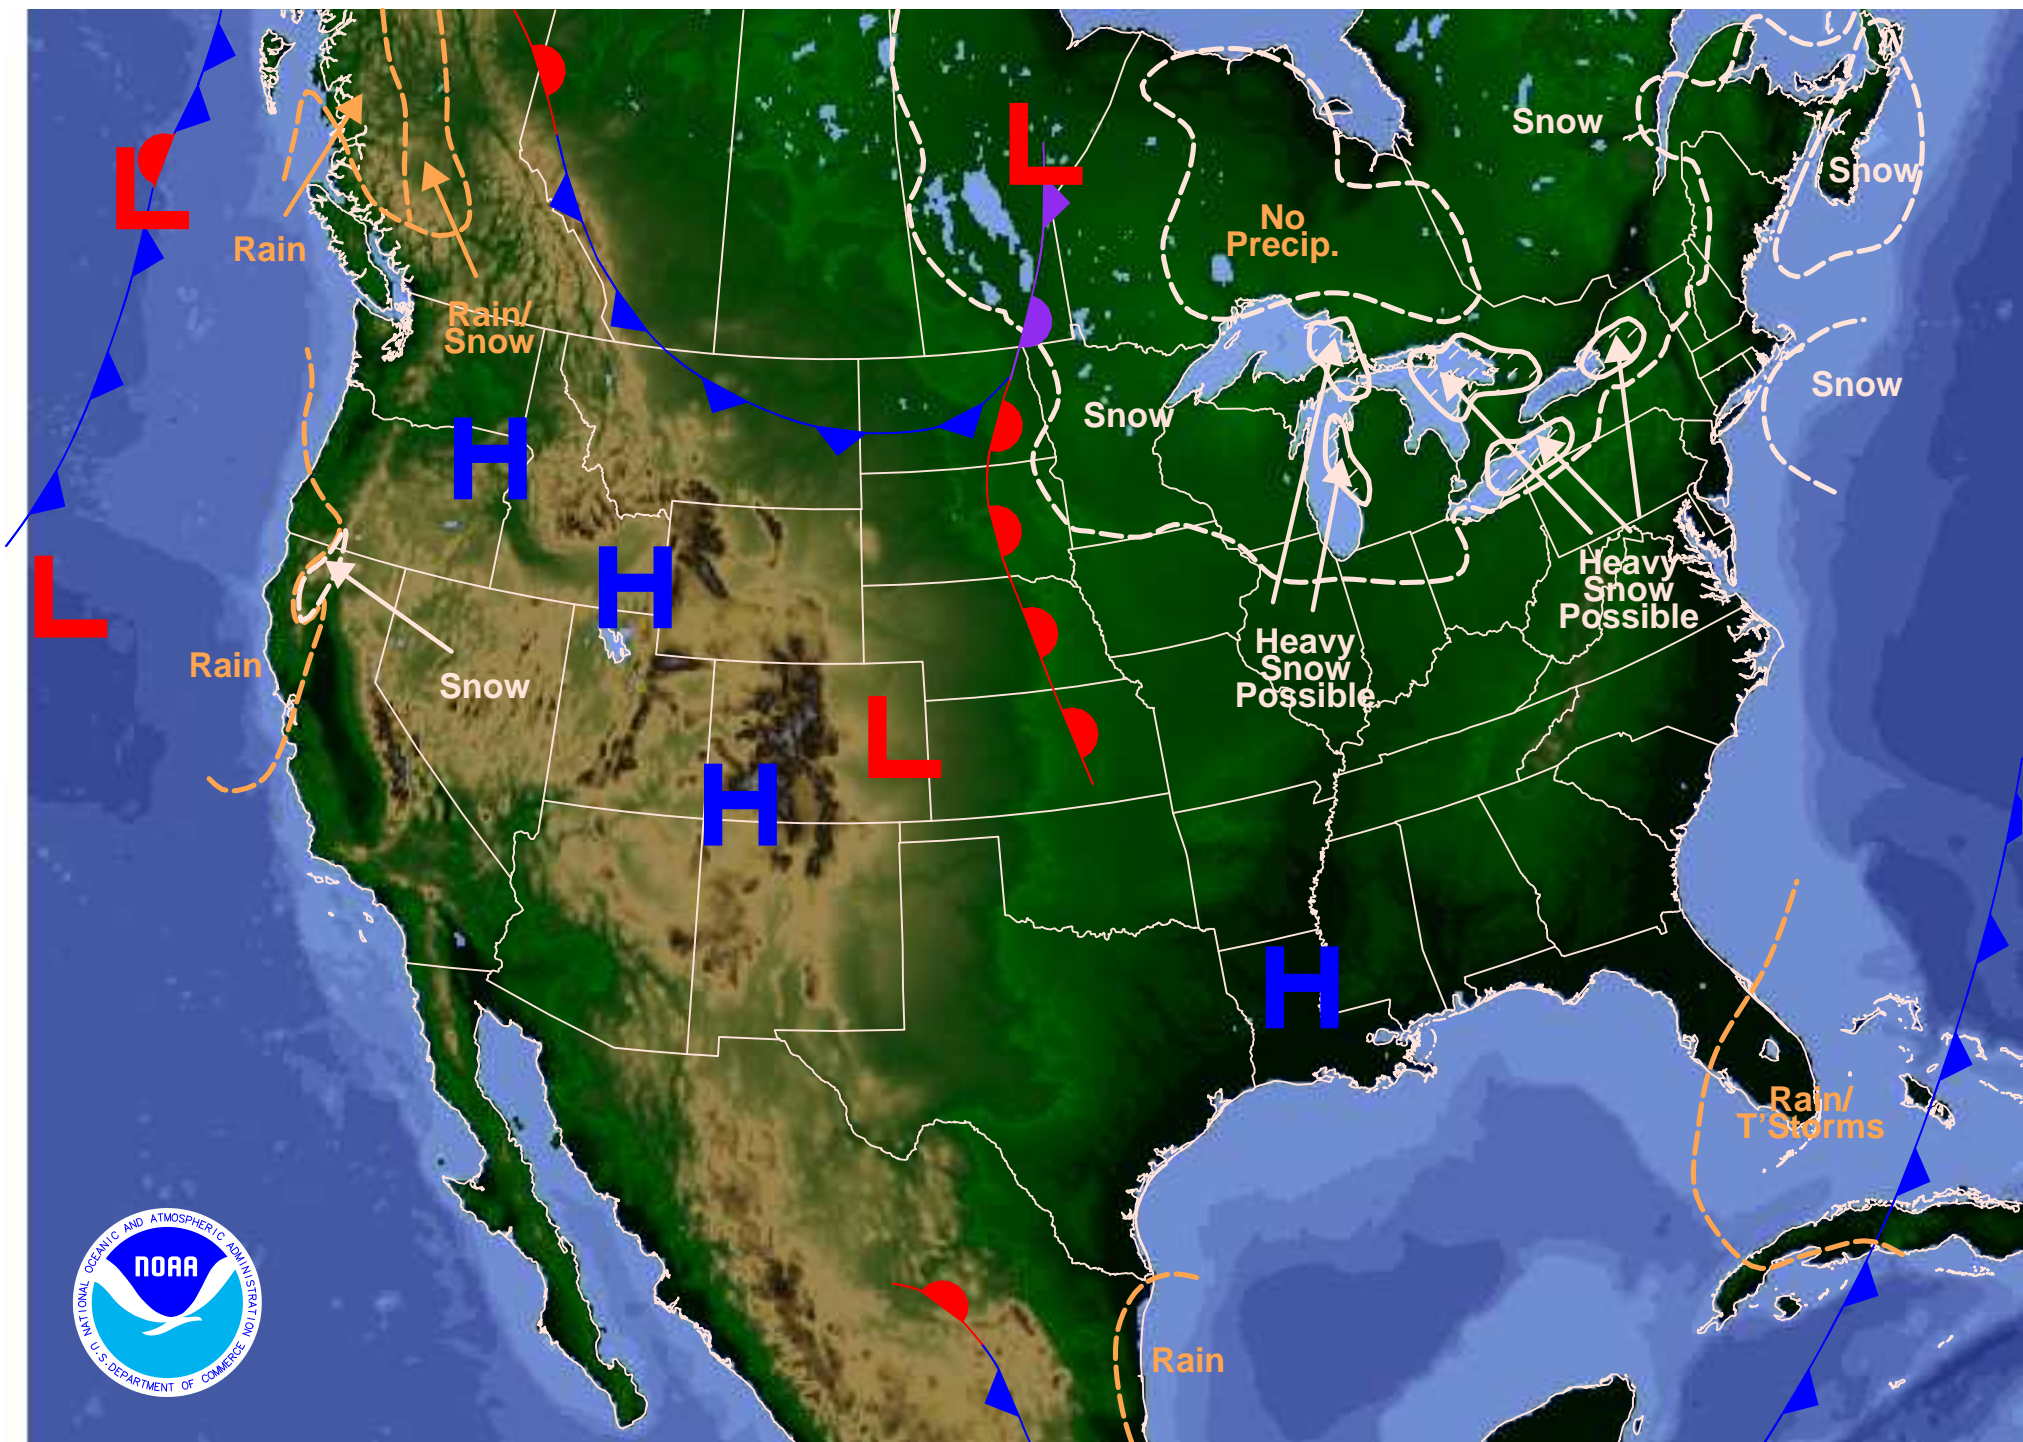 Snow
Snow
No
Precip.
Rain
Rain/
Snow
Snow
Snow
Heavy
Snow
Possible
Heavy
Snow
Possible
Rain
Snow
Rain/
T'Storms
Rain
L
L
H
H
L
L
H
H
NATIONAL OCEANIC AND ATMOSPHERIC ADMINISTRATION
NOAA
U.S. DEPARTMENT OF COMMERCE